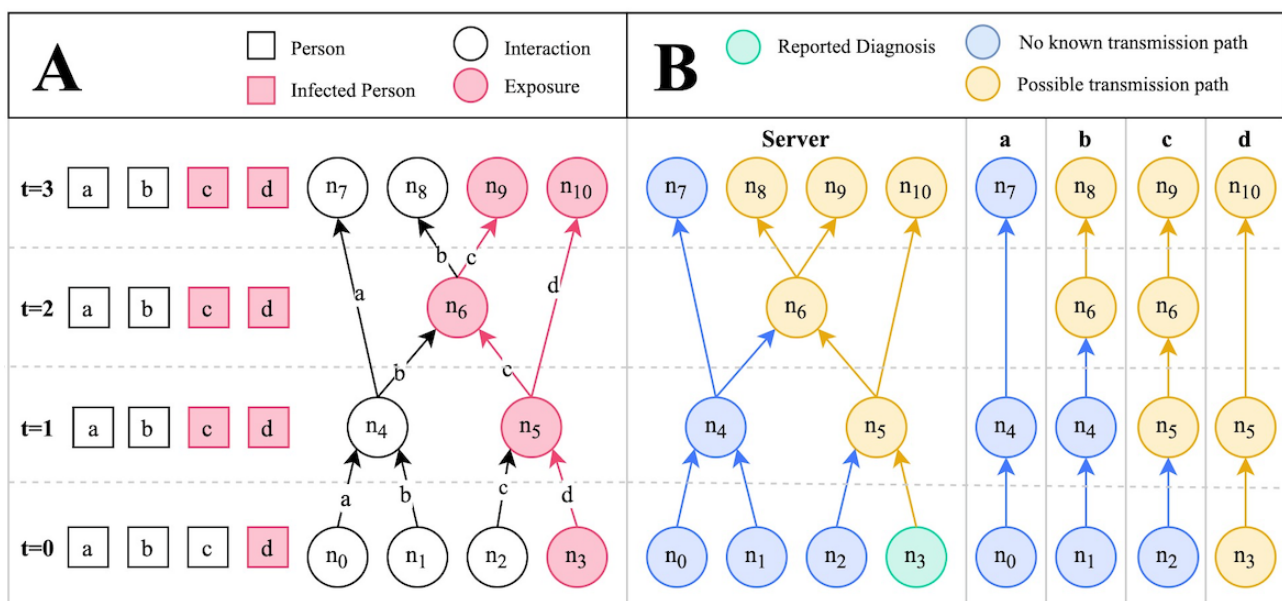 A
Person
Infected Person
Interaction
Exposure
B
Reported Diagnosis
No known transmission path
Possible transmission path
Server
a
b
c
d
t=3
a
b
c
d
n7
n8
n9
n10
n7
n8
n9
n10
n7
n8
n9
n10
b
c
a
d
t=2
a
b
c
d
n6
n6
n6
n6
b
c
t=1
a
b
c
d
n4
n5
n4
n5
n4
n4
n5
n5
a
b
c
d
t=0
a
b
c
d
n0
n1
n2
n3
n0
n1
n2
n3
n0
n1
n2
n3